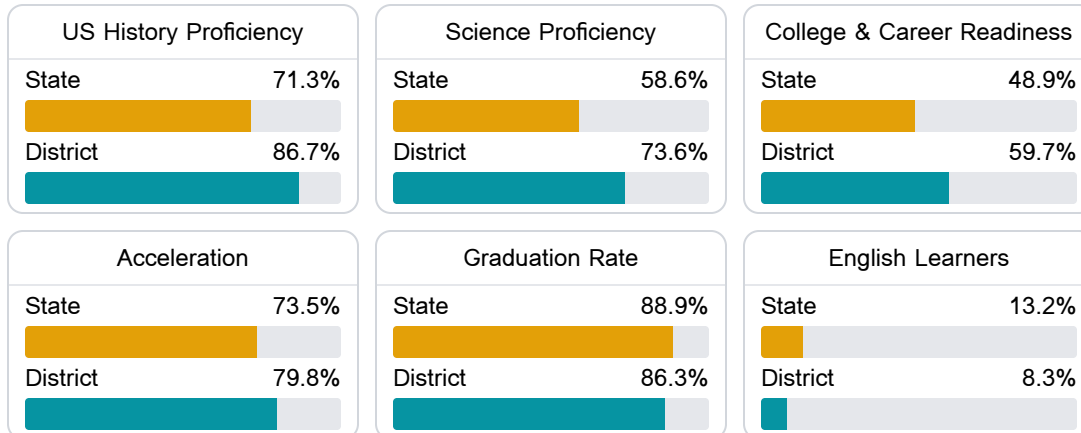 US History Proficiency
State 71.3%
District 86.7%
Science Proficiency
State 58.6%
District 73.6%
College & Career Readiness
State 48.9%
District 59.7%
Acceleration
State 73.5%
District 79.8%
Graduation Rate
State 88.9%
District 86.3%
English Learners
State 13.2%
District 8.3%